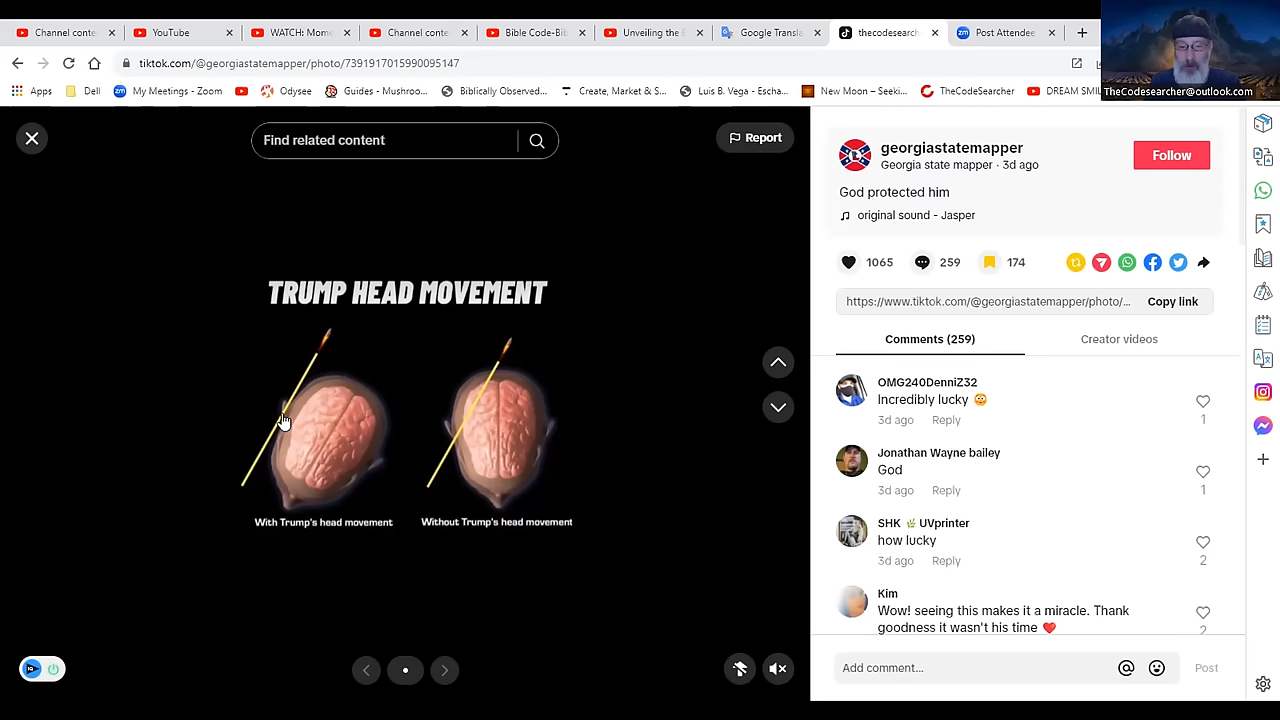 Channel conte
YouTube
WATCH: Mome
Channel conte
Bible Code-Bi
Unveiling the
Google Transla
thecodesearch
Post Attendee
tiktok.com/@georgiastatemapper/photo/7391917015990095147
TheCodesearcher@outlook.com
Apps
Dell
My Meetings - Zoom
Odysee
Guides - Mushroo...
Biblically Observed...
Create, Market & S...
Luis B. Vega - Escha...
New Moon – Seeki...
TheCodeSearcher
DREAM SMI
Find related content
Report
georgiastatemapper
Georgia state mapper · 3d ago
Follow
God protected him
original sound - Jasper
1065
259
174
https://www.tiktok.com/@georgiastatemapper/photo/...
Copy link
Comments (259)
Creator videos
TRUMP HEAD MOVEMENT
With Trump's head movement
Without Trump's head movement
OMG240DenniZ32
Incredibly lucky 😳
3d ago Reply
1
Jonathan Wayne bailey
God
3d ago Reply
1
SHK 🌿 UVprinter
how lucky
3d ago Reply
2
Kim
Wow! seeing this makes it a miracle. Thank
goodness it wasn't his time ❤️
2
Add comment...
Post